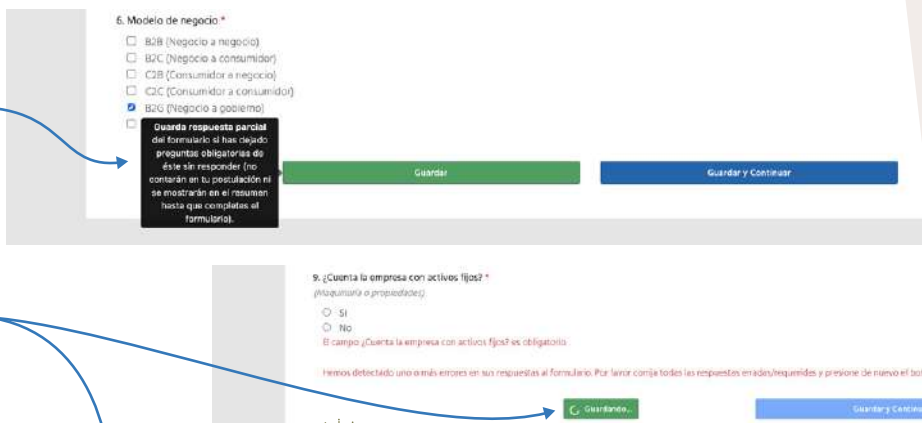 6. Modelo de negocio *
B2B (Negocio a negocio)
B2C (Negocio a consumidor)
C2B (Consumidor a negocio)
C2C (Consumidor a consumidor)
B2G (Negocio a gobierno)
Guarda respuesta parcial
del formulario si has dejado
preguntas obligatorias de
éste sin responder (no
contarán en tu postulación ni
se mostrarán en el resumen
hasta que completes el
formulario).
Guardar
Guardar y Continuar
9. ¿Cuenta la empresa con activos fijos? *
(Maquinaria o propiedades)
Si
No
El campo ¿Cuenta la empresa con activos fijos? es obligatorio.
Hemos detectado uno o más errores en sus respuestas al formulario. Por favor corrija todas las respuestas erradas/requeridas y presione de nuevo el
Guardando...
Guardar y